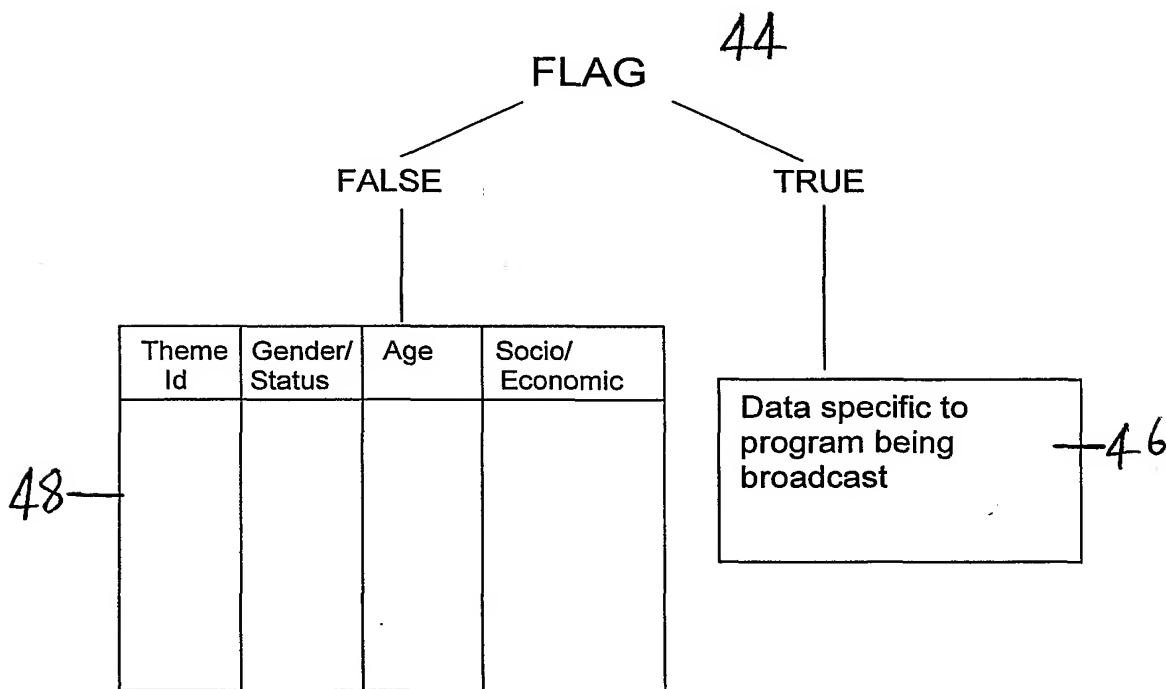 44
FLAG
FALSE
TRUE
Theme Id
Gender/ Status
Age
Socio/ Economic
Data specific to
program being
broadcast
46
48